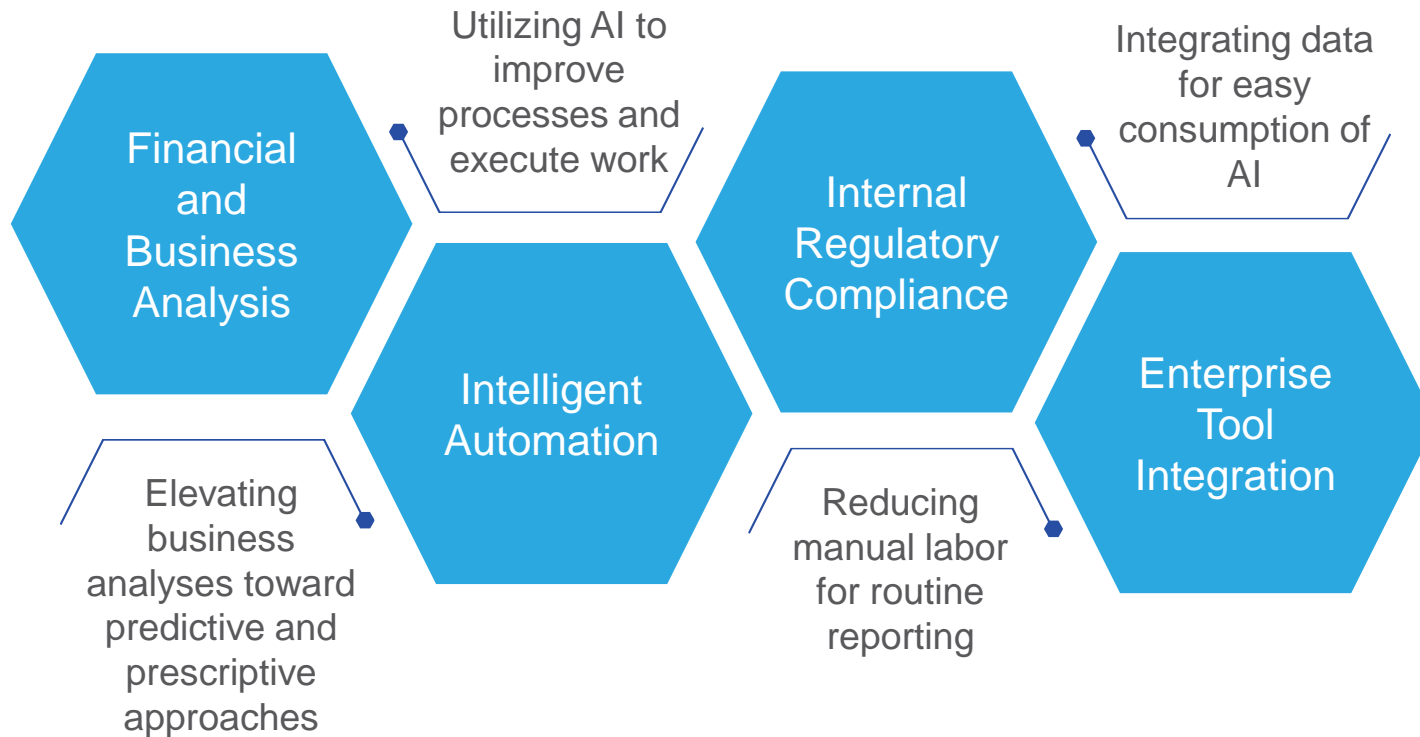 Financial
and
Business
Analysis
Elevating
business
analyses toward
predictive and
prescriptive
approaches
Utilizing AI to
improve
processes and
execute work
Intelligent
Automation
Internal
Regulatory
Compliance
Reducing
manual labor
for routine
reporting
Integrating data
for easy
consumption of
AI
Enterprise
Tool
Integration